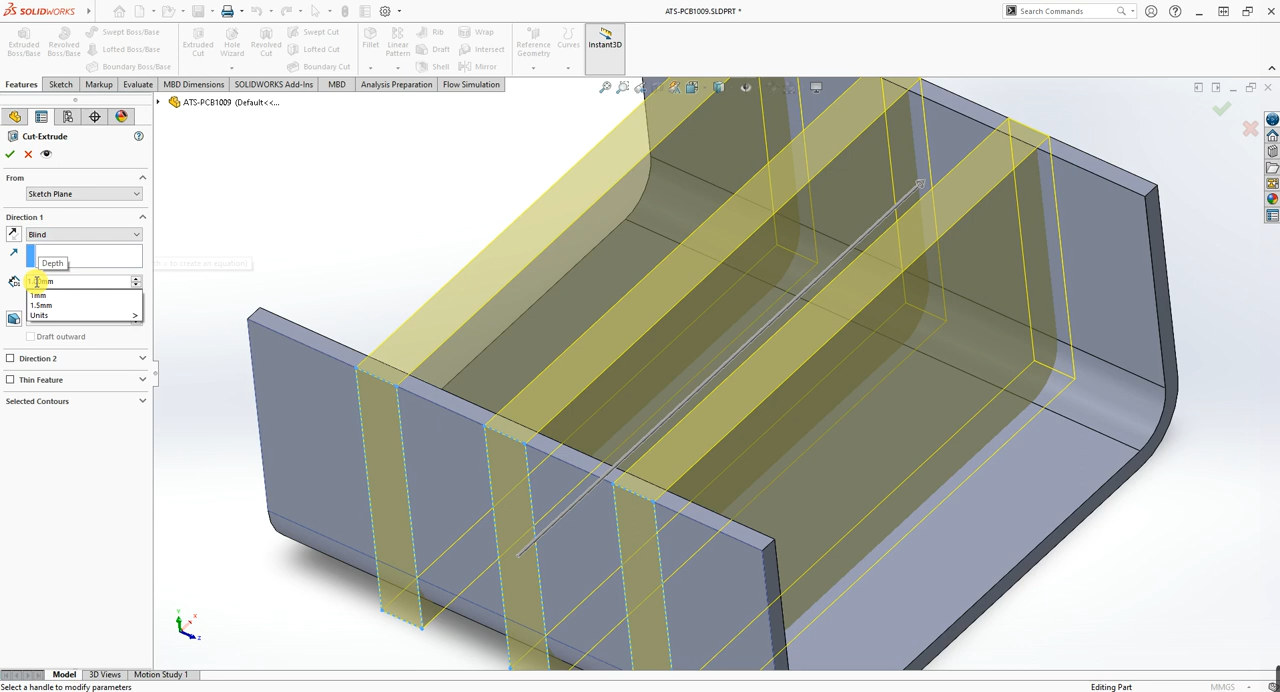 SOLIDWORKS
ATS-PCB1009.SLDPRT *
Search Commands
Extruded Boss/Base
Revolved Boss/Base
Swept Boss/Base
Lofted Boss/Base
Boundary Boss/Base
Extruded Cut
Hole Wizard
Revolved Cut
Swept Cut
Lofted Cut
Boundary Cut
Fillet
Linear Pattern
Rib
Draft
Shell
Wrap
Intersect
Mirror
Reference Geometry
Curves
Instant3D
Features
Sketch
Markup
Evaluate
MBD Dimensions
SOLIDWORKS Add-Ins
MBD
Analysis Preparation
Flow Simulation
ATS-PCB1009 (Default<<...
Cut-Extrude
From
Sketch Plane
Direction 1
Blind
Depth
to create an equation)
1mm
1.5mm
Units
Draft outward
Direction 2
Thin Feature
Selected Contours
Y
X
Z
Model
3D Views
Motion Study 1
Select a handle to modify parameters
Editing Part
MMGS